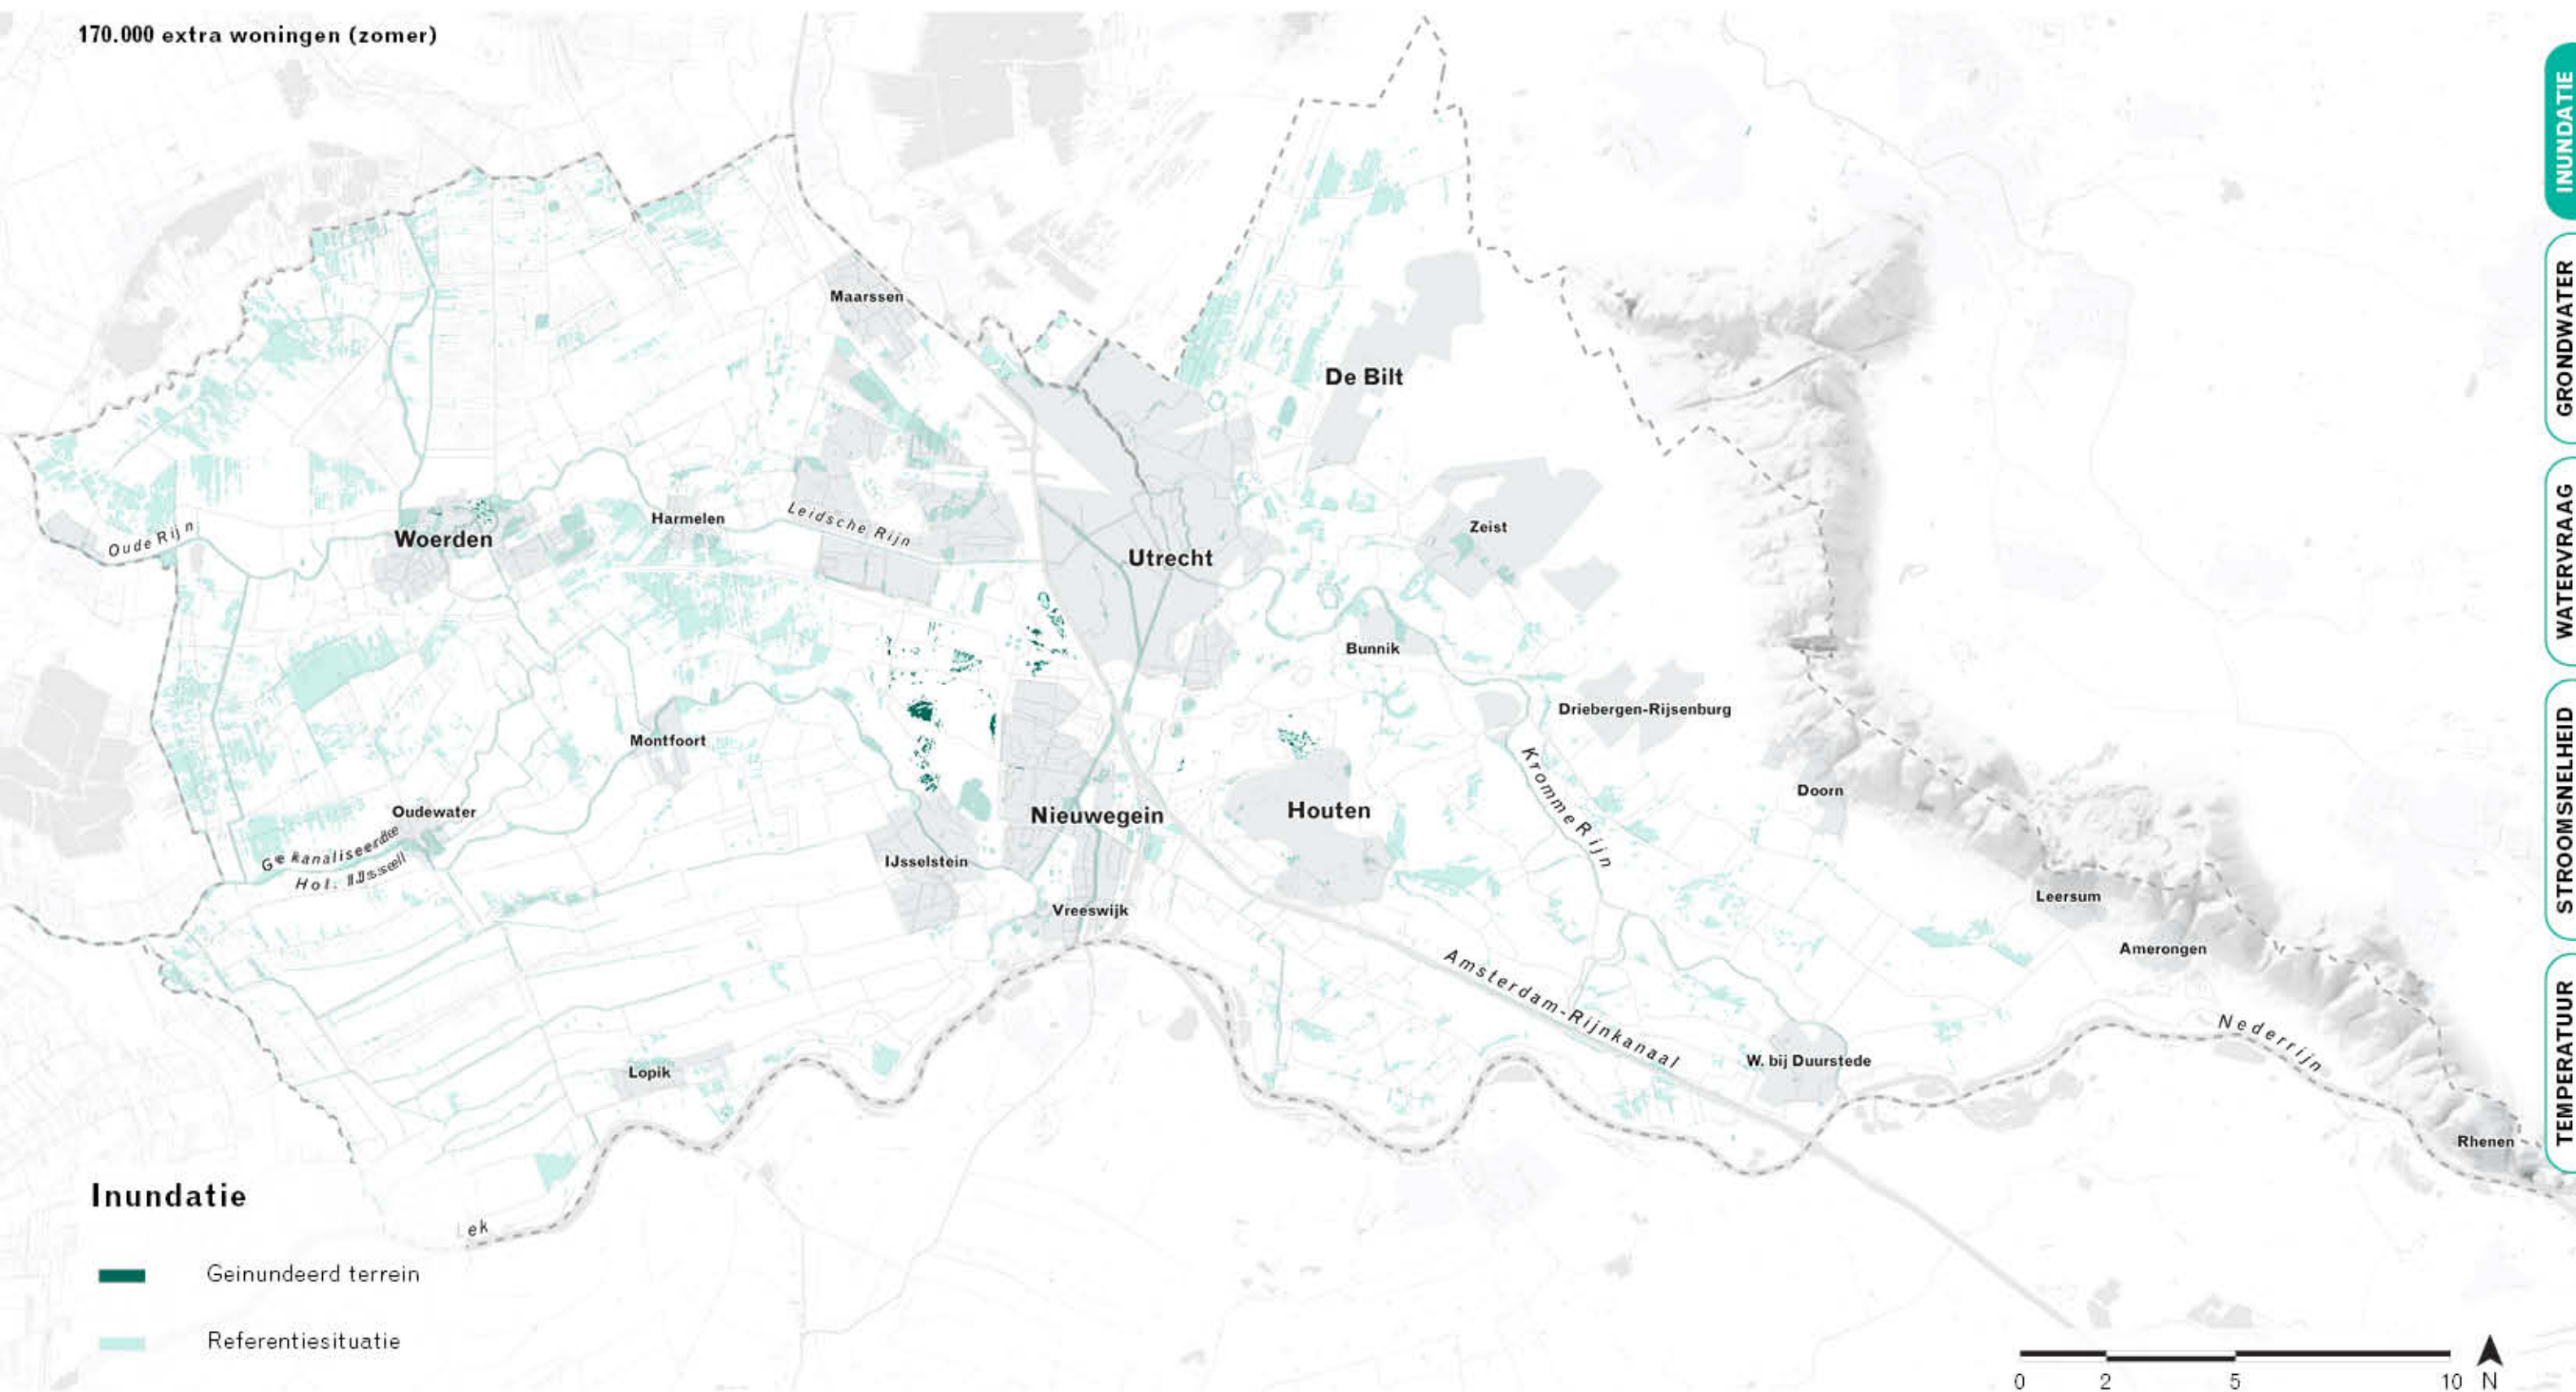 170.000 extra woningen (zomer)
INUNDATIE
GRONDWATER
WATERVRAAG
STROOMSNELHEID
TEMPERATUUR
Maarssen
De Bilt
Oude Rijn
Woerden
Harmelen
Leidsche Rijn
Utrecht
Zeist
Bunnik
Driebergen-Rijsenburg
Montfoort
Kromme Rijn
Doorn
Oudewater
Gekanaliseerde
Hol. IJssel
Nieuwegein
Houten
IJsselstein
Vreeswijk
Leersum
Amerongen
Amsterdam-Rijnkanaal
Nederrijn
Lopik
W. bij Duurstede
Rhenen
Lek
Inundatie
Geinundeerd terrein
Referentiesituatie
0 2 5 10 N